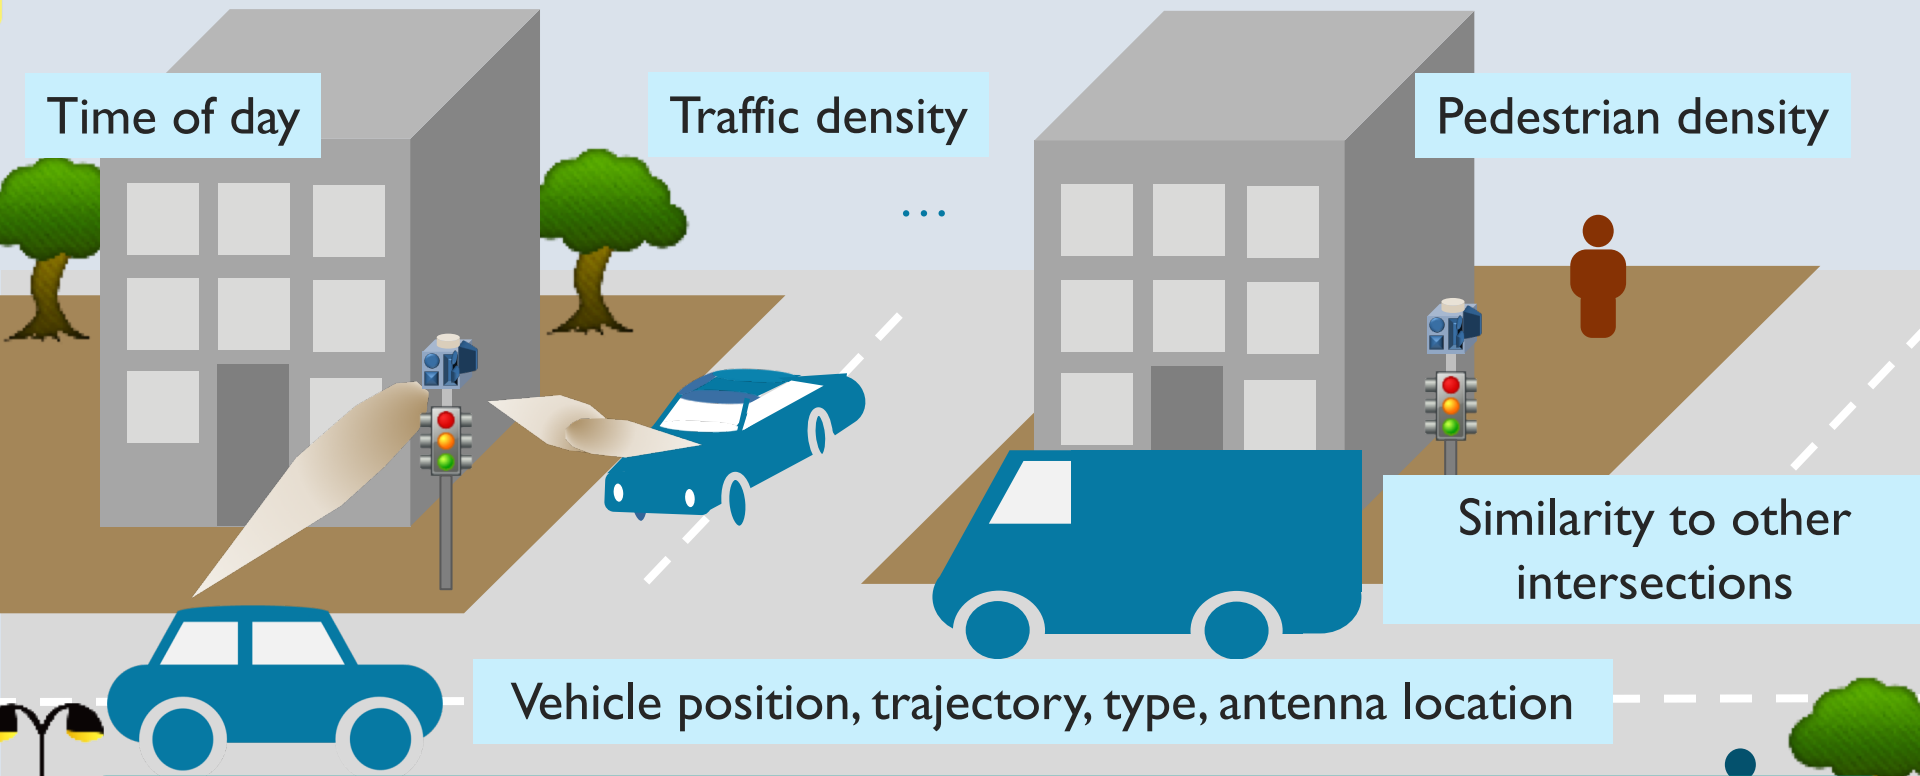 Time of day
Traffic density
Pedestrian density
...
Similarity to other
intersections
Vehicle position, trajectory, type, antenna location